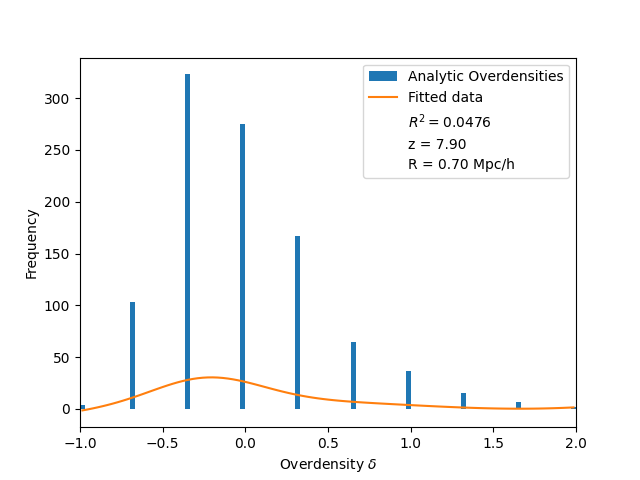 Analytic Overdensities
Fitted data
R² = 0.0476
z = 7.90
R = 0.70 Mpc/h
Frequency
300
250
200
150
100
50
0
−1.0
−0.5
0.0
0.5
1.0
1.5
2.0
Overdensity δ